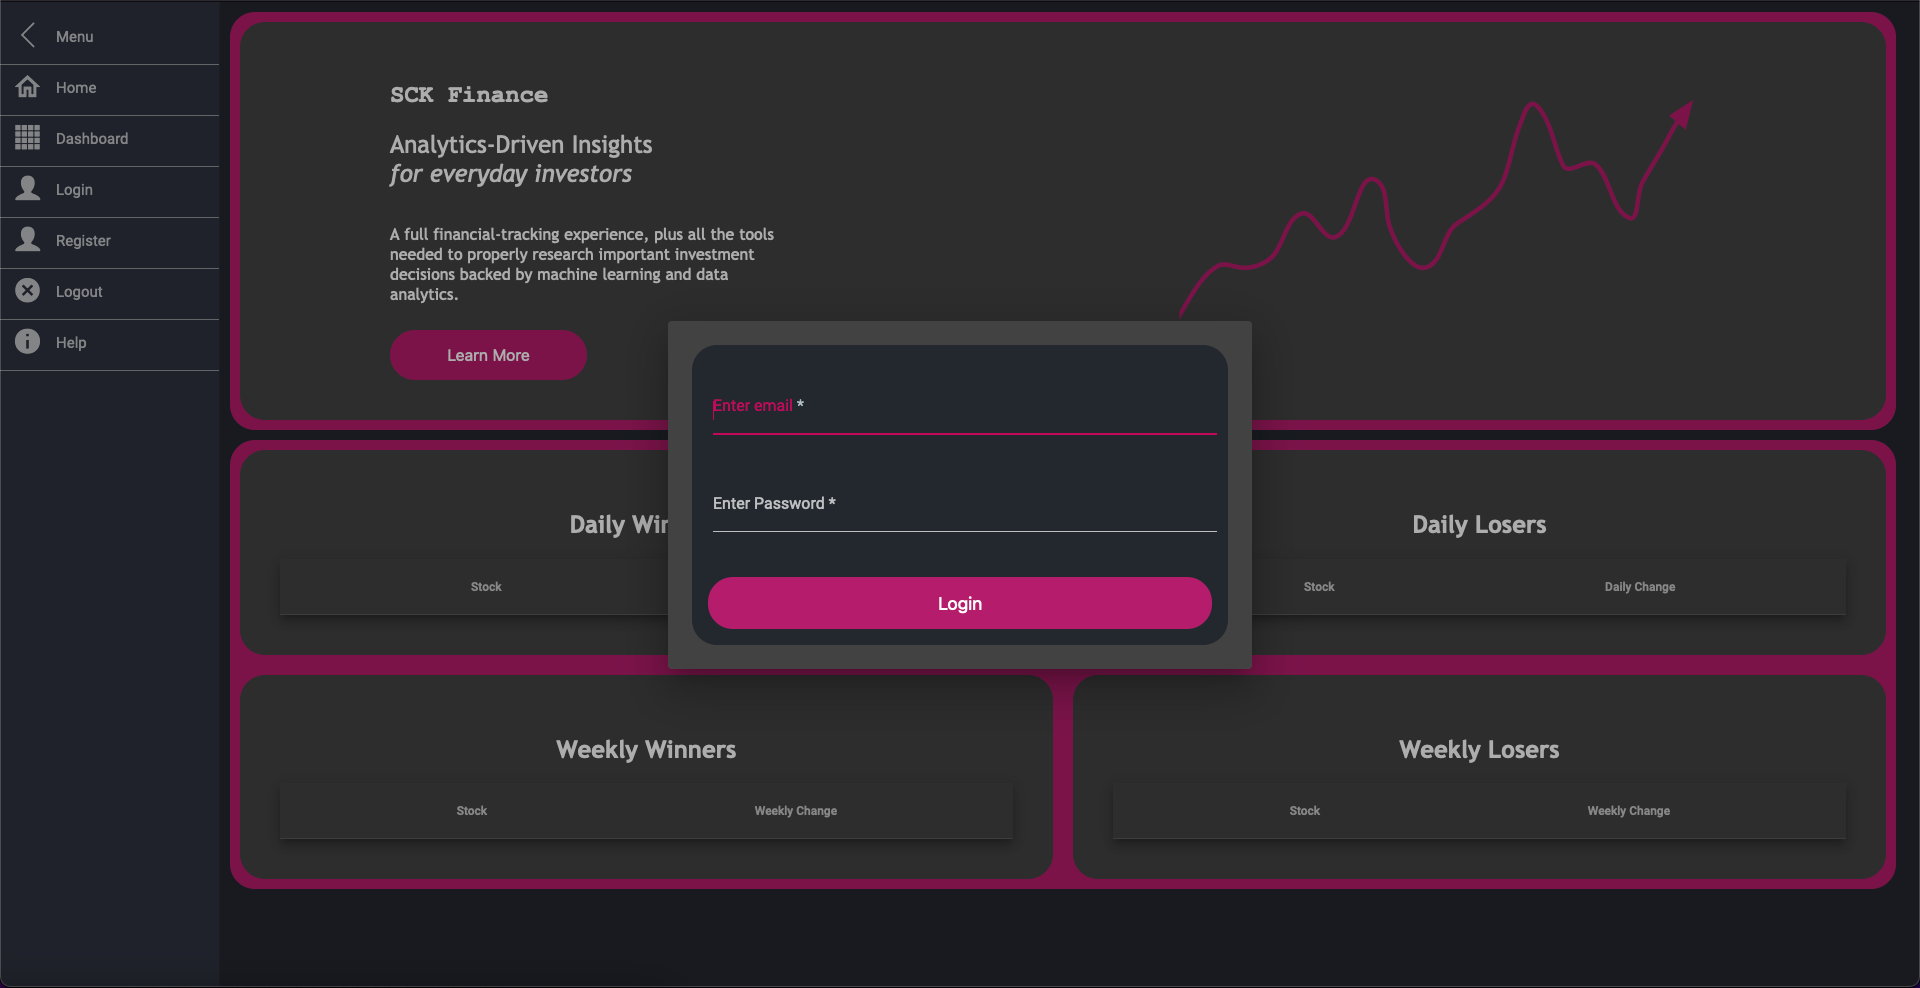 Menu
Home
Dashboard
Login
Register
Logout
Help
SCK Finance
Analytics-Driven Insights
for everyday investors
A full financial-tracking experience, plus all the tools
needed to properly research important investment
decisions backed by machine learning and data
analytics.
Learn More
Enter email *
Enter Password *
Login
Daily Win
Stock
Daily Losers
Stock Daily Change
Weekly Winners
Stock Weekly Change
Weekly Losers
Stock Weekly Change